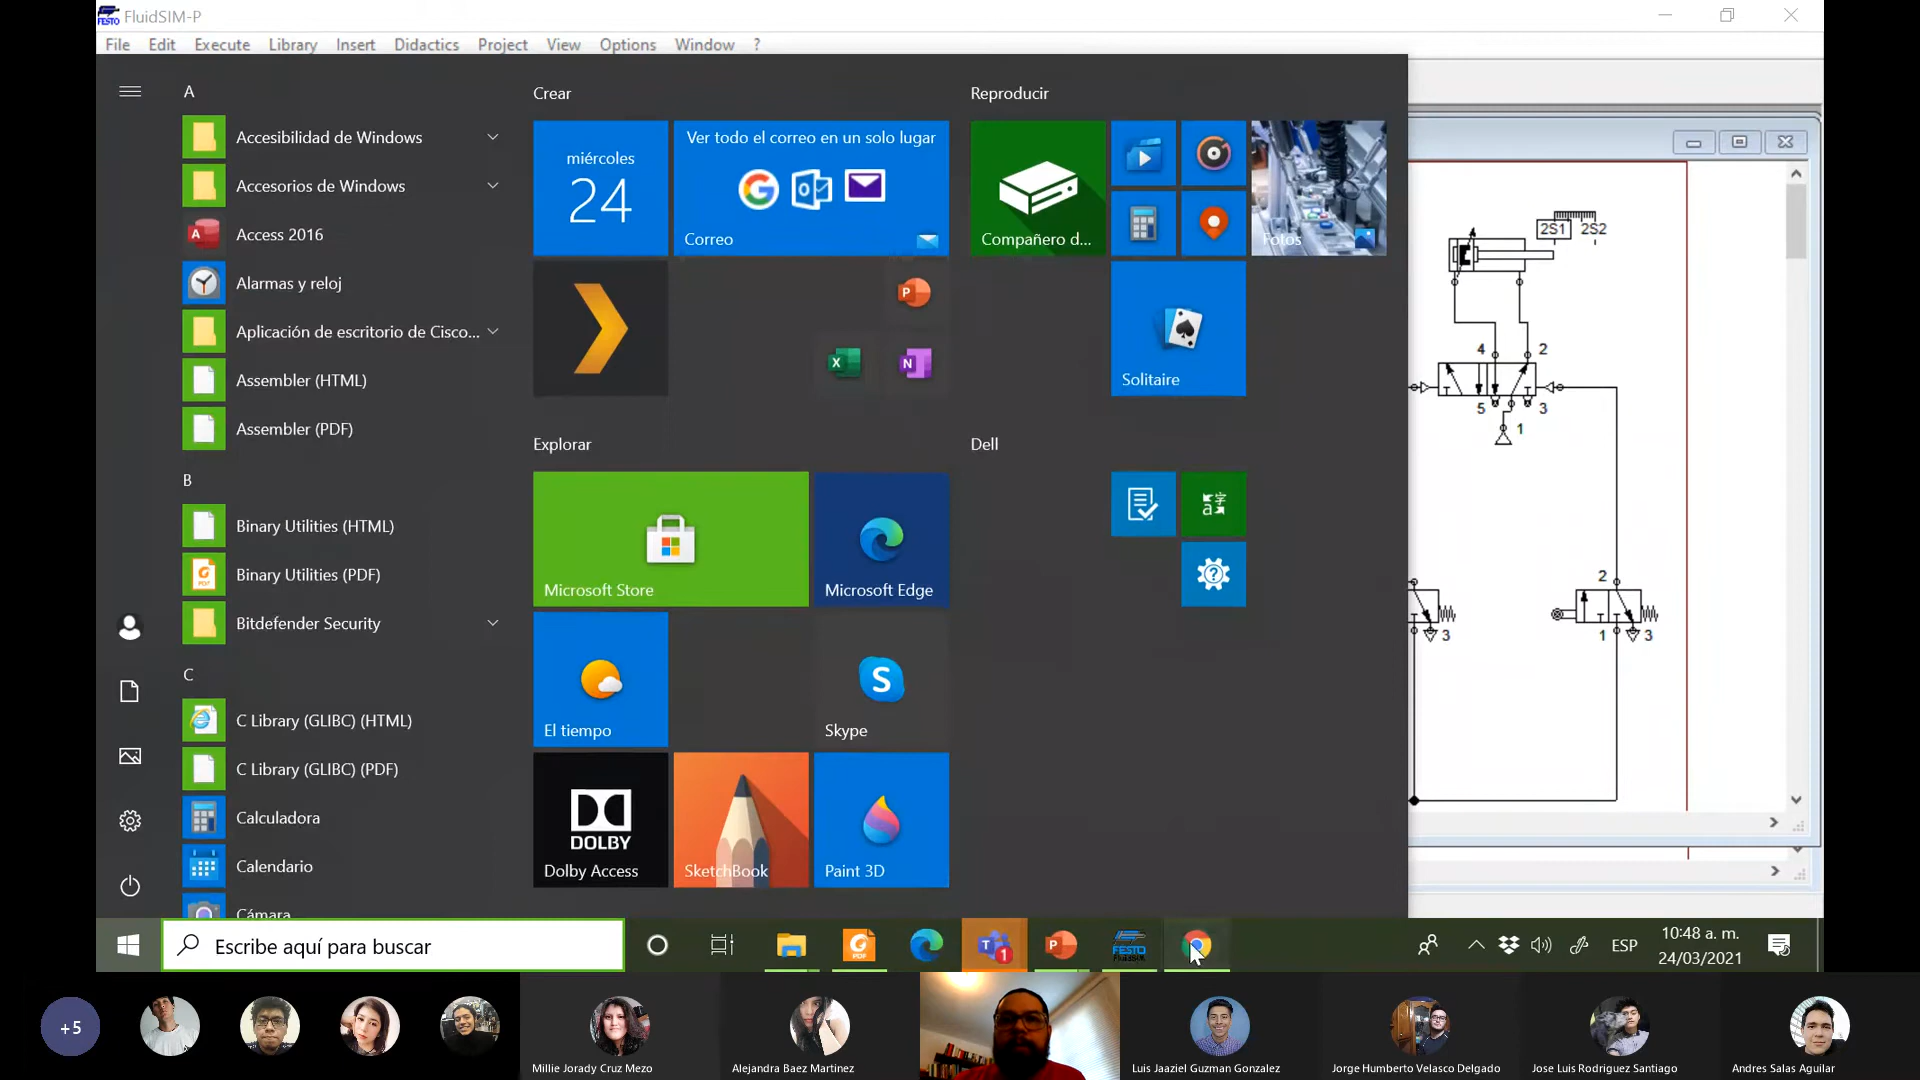 FESTO FluidSIM-P
File Edit Execute Library Insert Didactics Project View Options Window ?
A
Accesibilidad de Windows
Accesorios de Windows
Access 2016
Alarmas y reloj
Aplicación de escritorio de Cisco...
Assembler (HTML)
Assembler (PDF)
B
Binary Utilities (HTML)
Binary Utilities (PDF)
Bitdefender Security
C
C Library (GLIBC) (HTML)
C Library (GLIBC) (PDF)
Calculadora
Calendario
Cámara
Crear
miércoles
24
Ver todo el correo en un solo lugar
Correo
Explorar
Microsoft Store
Microsoft Edge
El tiempo
Skype
DOLBY
Dolby Access
SketchBook
Paint 3D
Reproducir
Compañero d...
Fotos
Solitaire
Dell
2S1 2S2
4 2
5 3
1
3
2
1 3
Escribe aquí para buscar
PDF
1
FESTO
ESP
10:48 a. m.
24/03/2021
+5
Millie Jorady Cruz Mezo
Alejandra Baez Martinez
Luis Jaaziel Guzman Gonzalez
Jorge Humberto Velasco Delgado
Jose Luis Rodriguez Santiago
Andres Salas Aguilar